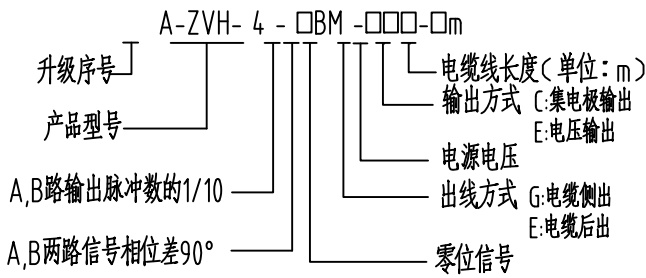 A-ZVH-4-□BM-□□□-□m
升级序号
产品型号
A,B路输出脉冲数的1/10
A,B两路信号相位差90°
电缆线长度(单位:m)
输出方式 C:集电极输出
E:电压输出
电源电压
出线方式 G:电缆侧出
E:电缆后出
零位信号